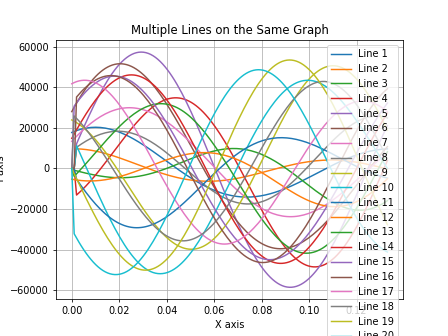 Multiple Lines on the Same Graph
60000
40000
20000
0
−20000
−40000
−60000
0.00
0.02
0.04
0.06
0.08
0.10
X axis
Line 1
Line 2
Line 3
Line 4
Line 5
Line 6
Line 7
Line 8
Line 9
Line 10
Line 11
Line 12
Line 13
Line 14
Line 15
Line 16
Line 17
Line 18
Line 19
Line 20